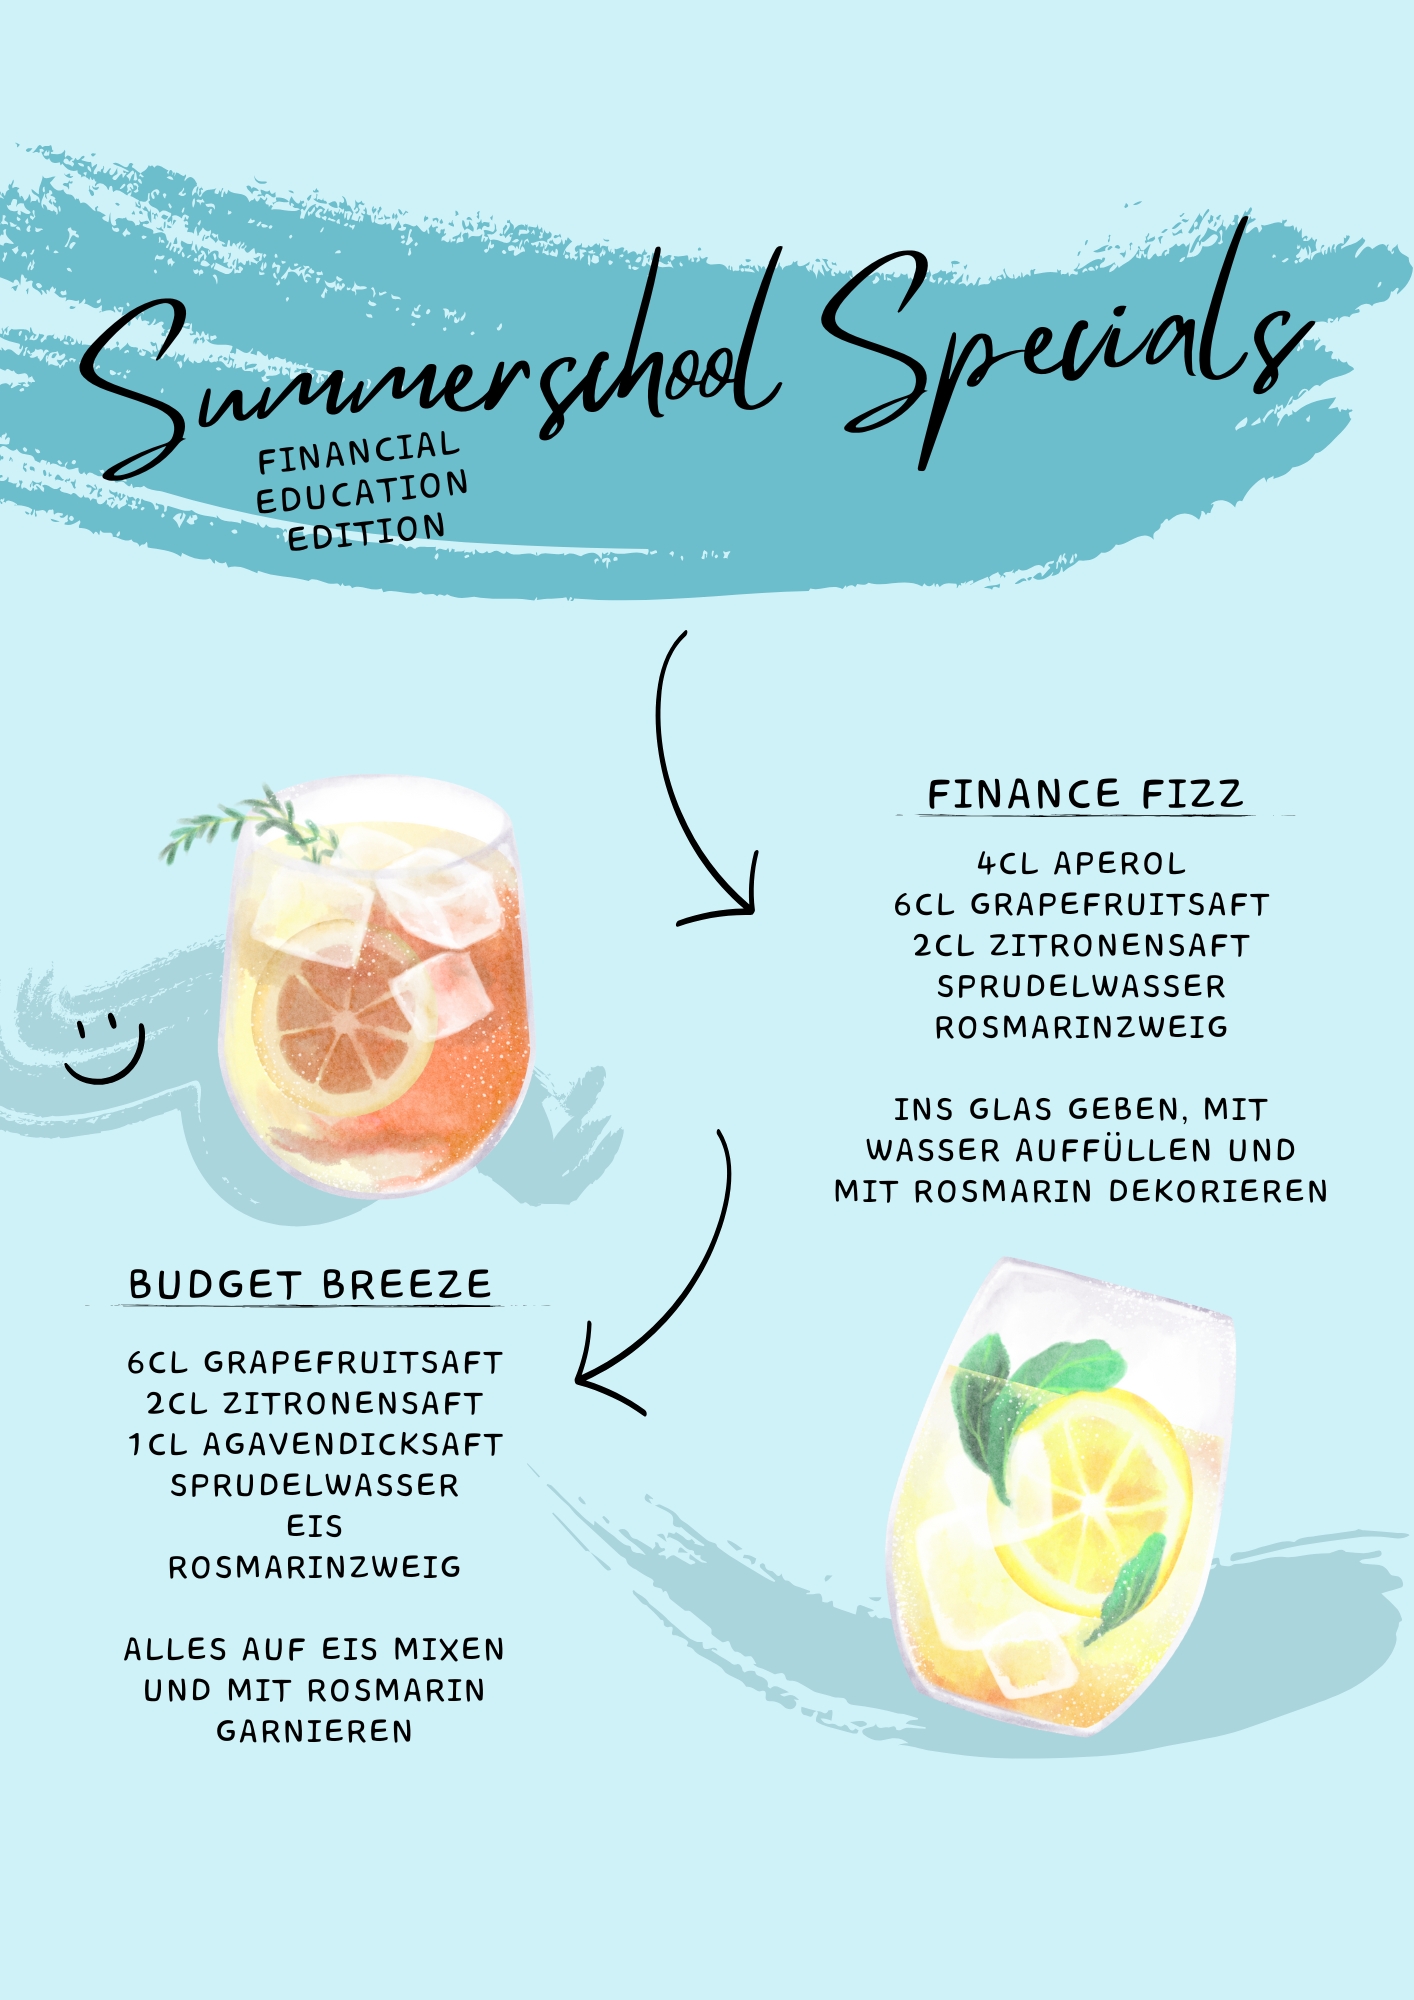 Summerschool Specials
FINANCIAL
EDUCATION
EDITION
FINANCE FIZZ
4CL APEROL
6CL GRAPEFRUITSAFT
2CL ZITRONENSAFT
SPRUDELWASSER
ROSMARINZWEIG
INS GLAS GEBEN, MIT
WASSER AUFFÜLLEN UND
MIT ROSMARIN DEKORIEREN
BUDGET BREEZE
6CL GRAPEFRUITSAFT
2CL ZITRONENSAFT
1CL AGAVENDICKSAFT
SPRUDELWASSER
EIS
ROSMARINZWEIG
ALLES AUF EIS MIXEN
UND MIT ROSMARIN
GARNIEREN